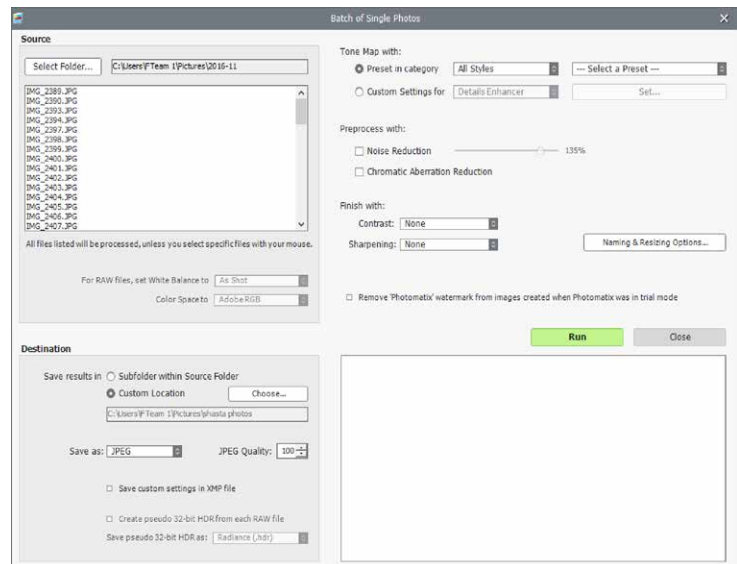 Batch of Single Photos
Source
Select Folder...
C:\Users\FTeam 1\Pictures\2016-11
IMG_2389.JPG
IMG_2390.JPG
IMG_2393.JPG
IMG_2394.JPG
IMG_2397.JPG
IMG_2398.JPG
IMG_2399.JPG
IMG_2400.JPG
IMG_2401.JPG
IMG_2402.JPG
IMG_2403.JPG
IMG_2404.JPG
IMG_2405.JPG
IMG_2406.JPG
IMG_2407.JPG
All files listed will be processed, unless you select specific files with your mouse.
For RAW files, set White Balance to As Shot
Color Space to AdobeRGB
Destination
Save results in Subfolder within Source Folder
Custom Location Choose...
C:\Users\FTeam 1\Pictures\phasta photos
Save as: JPEG JPEG Quality: 100
Save custom settings in XMP file
Create pseudo 32-bit HDR from each RAW file
Save pseudo 32-bit HDR as: Radiance (.hdr)
Tone Map with:
Preset in category All Styles --- Select a Preset ---
Custom Settings for Details Enhancer Set...
Preprocess with:
Noise Reduction 135%
Chromatic Aberration Reduction
Finish with:
Contrast: None
Sharpening: None Naming & Resizing Options...
Remove 'Photomatix' watermark from images created when Photomatix was in trial mode
Run Close